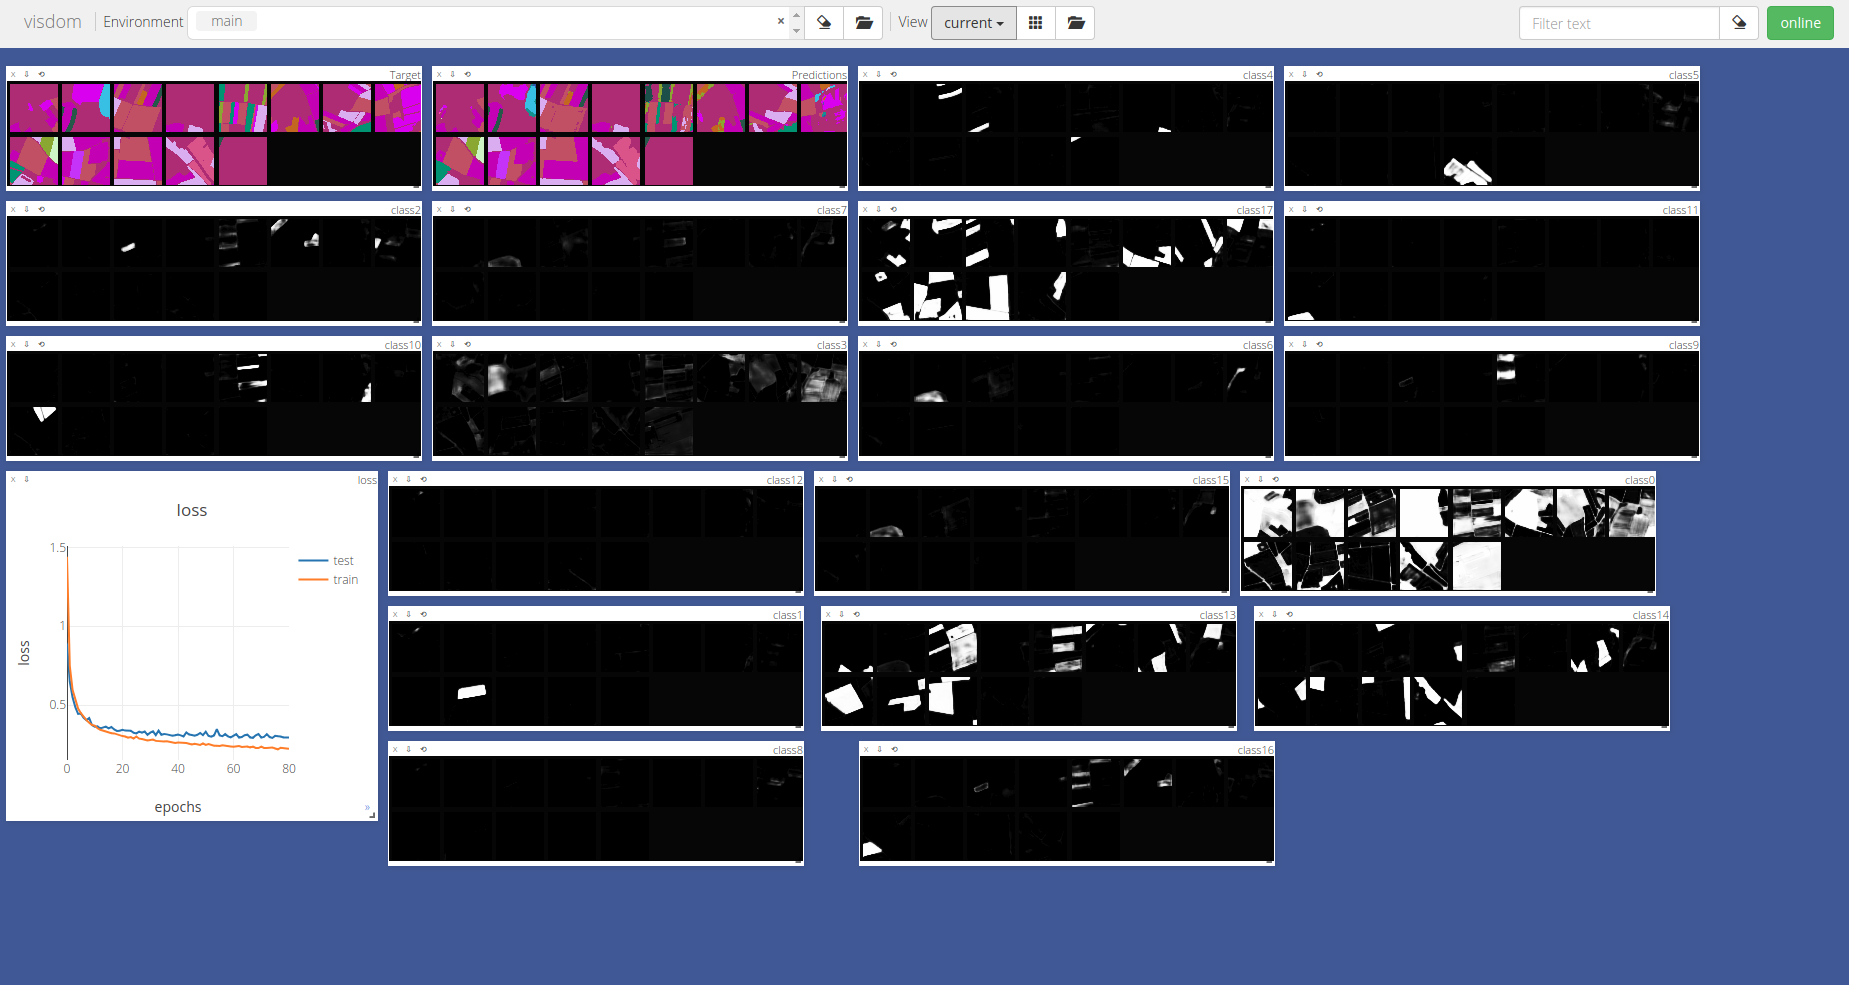 visdom Environment main × View current Filter text online
X Target
X Predictions
X class4
X class5
X class2
X class7
X class17
X class11
X class10
X class3
X class6
X class9
X loss
loss
1.5
1
0.5
loss
0 20 40 60 80
epochs
test
train
»
X class12
X class15
X class0
X class1
X class13
X class14
X class8
X class16